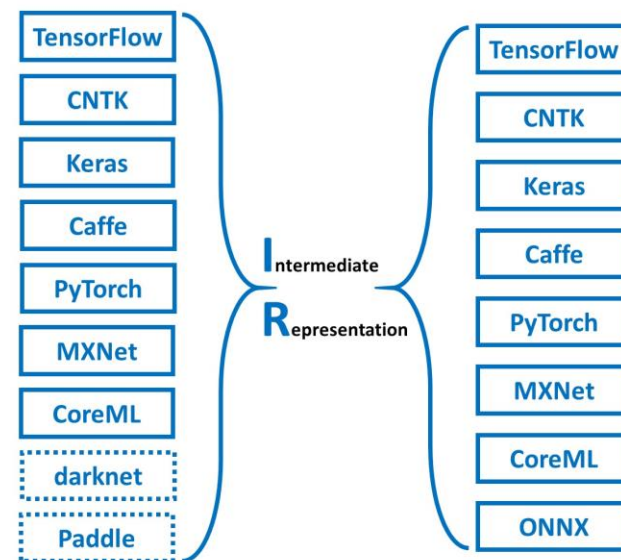 TensorFlow
CNTK
Keras
Caffe
PyTorch
MXNet
CoreML
darknet
Paddle
Intermediate
Representation
TensorFlow
CNTK
Keras
Caffe
PyTorch
MXNet
CoreML
ONNX